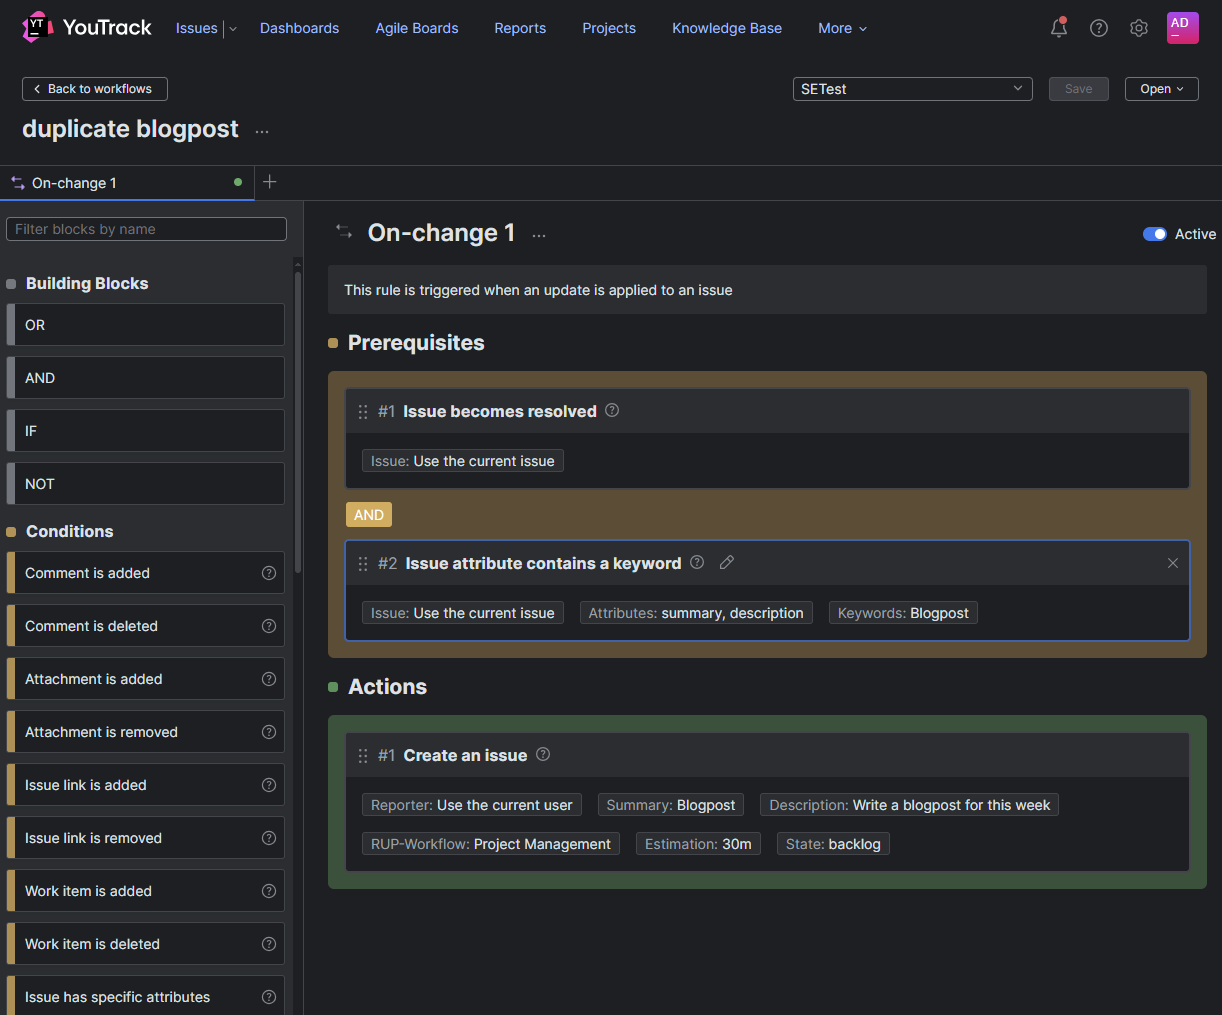 YT YouTrack Issues Dashboards Agile Boards Reports Projects Knowledge Base More AD
Back to workflows SETest Save Open
duplicate blogpost ...
On-change 1
Filter blocks by name
Building Blocks
OR
AND
IF
NOT
Conditions
Comment is added
Comment is deleted
Attachment is added
Attachment is removed
Issue link is added
Issue link is removed
Work item is added
Work item is deleted
Issue has specific attributes
On-change 1 ... Active
This rule is triggered when an update is applied to an issue
Prerequisites
#1 Issue becomes resolved
Issue: Use the current issue
AND
#2 Issue attribute contains a keyword
Issue: Use the current issue Attributes: summary, description Keywords: Blogpost
Actions
#1 Create an issue
Reporter: Use the current user Summary: Blogpost Description: Write a blogpost for this week
RUP-Workflow: Project Management Estimation: 30m State: backlog